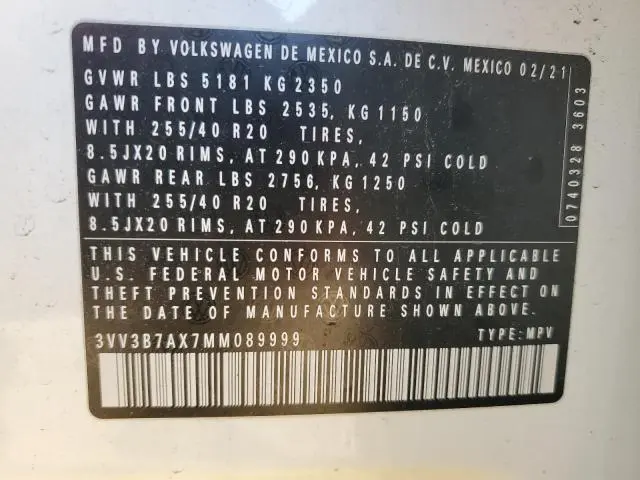 MFD BY VOLKSWAGEN DE MEXICO S.A. DE C.V. MEXICO 02/21
GVWR LBS 5181 KG 2350
GAWR FRONT LBS 2535, KG 1150
WITH 255/40 R20 TIRES,
8.5JX20 RIMS, AT 290 KPA, 42 PSI COLD
GAWR REAR LBS 2756, KG 1250
WITH 255/40 R20 TIRES,
8.5JX20 RIMS, AT 290 KPA, 42 PSI COLD
0740328 3603
THIS VEHICLE CONFORMS TO ALL APPLICABLE
U.S. FEDERAL MOTOR VEHICLE SAFETY AND
THEFT PREVENTION STANDARDS IN EFFECT ON
THE DATE OF MANUFACTURE SHOWN ABOVE.
3VV3B7AX7MM089999 TYPE:MPV